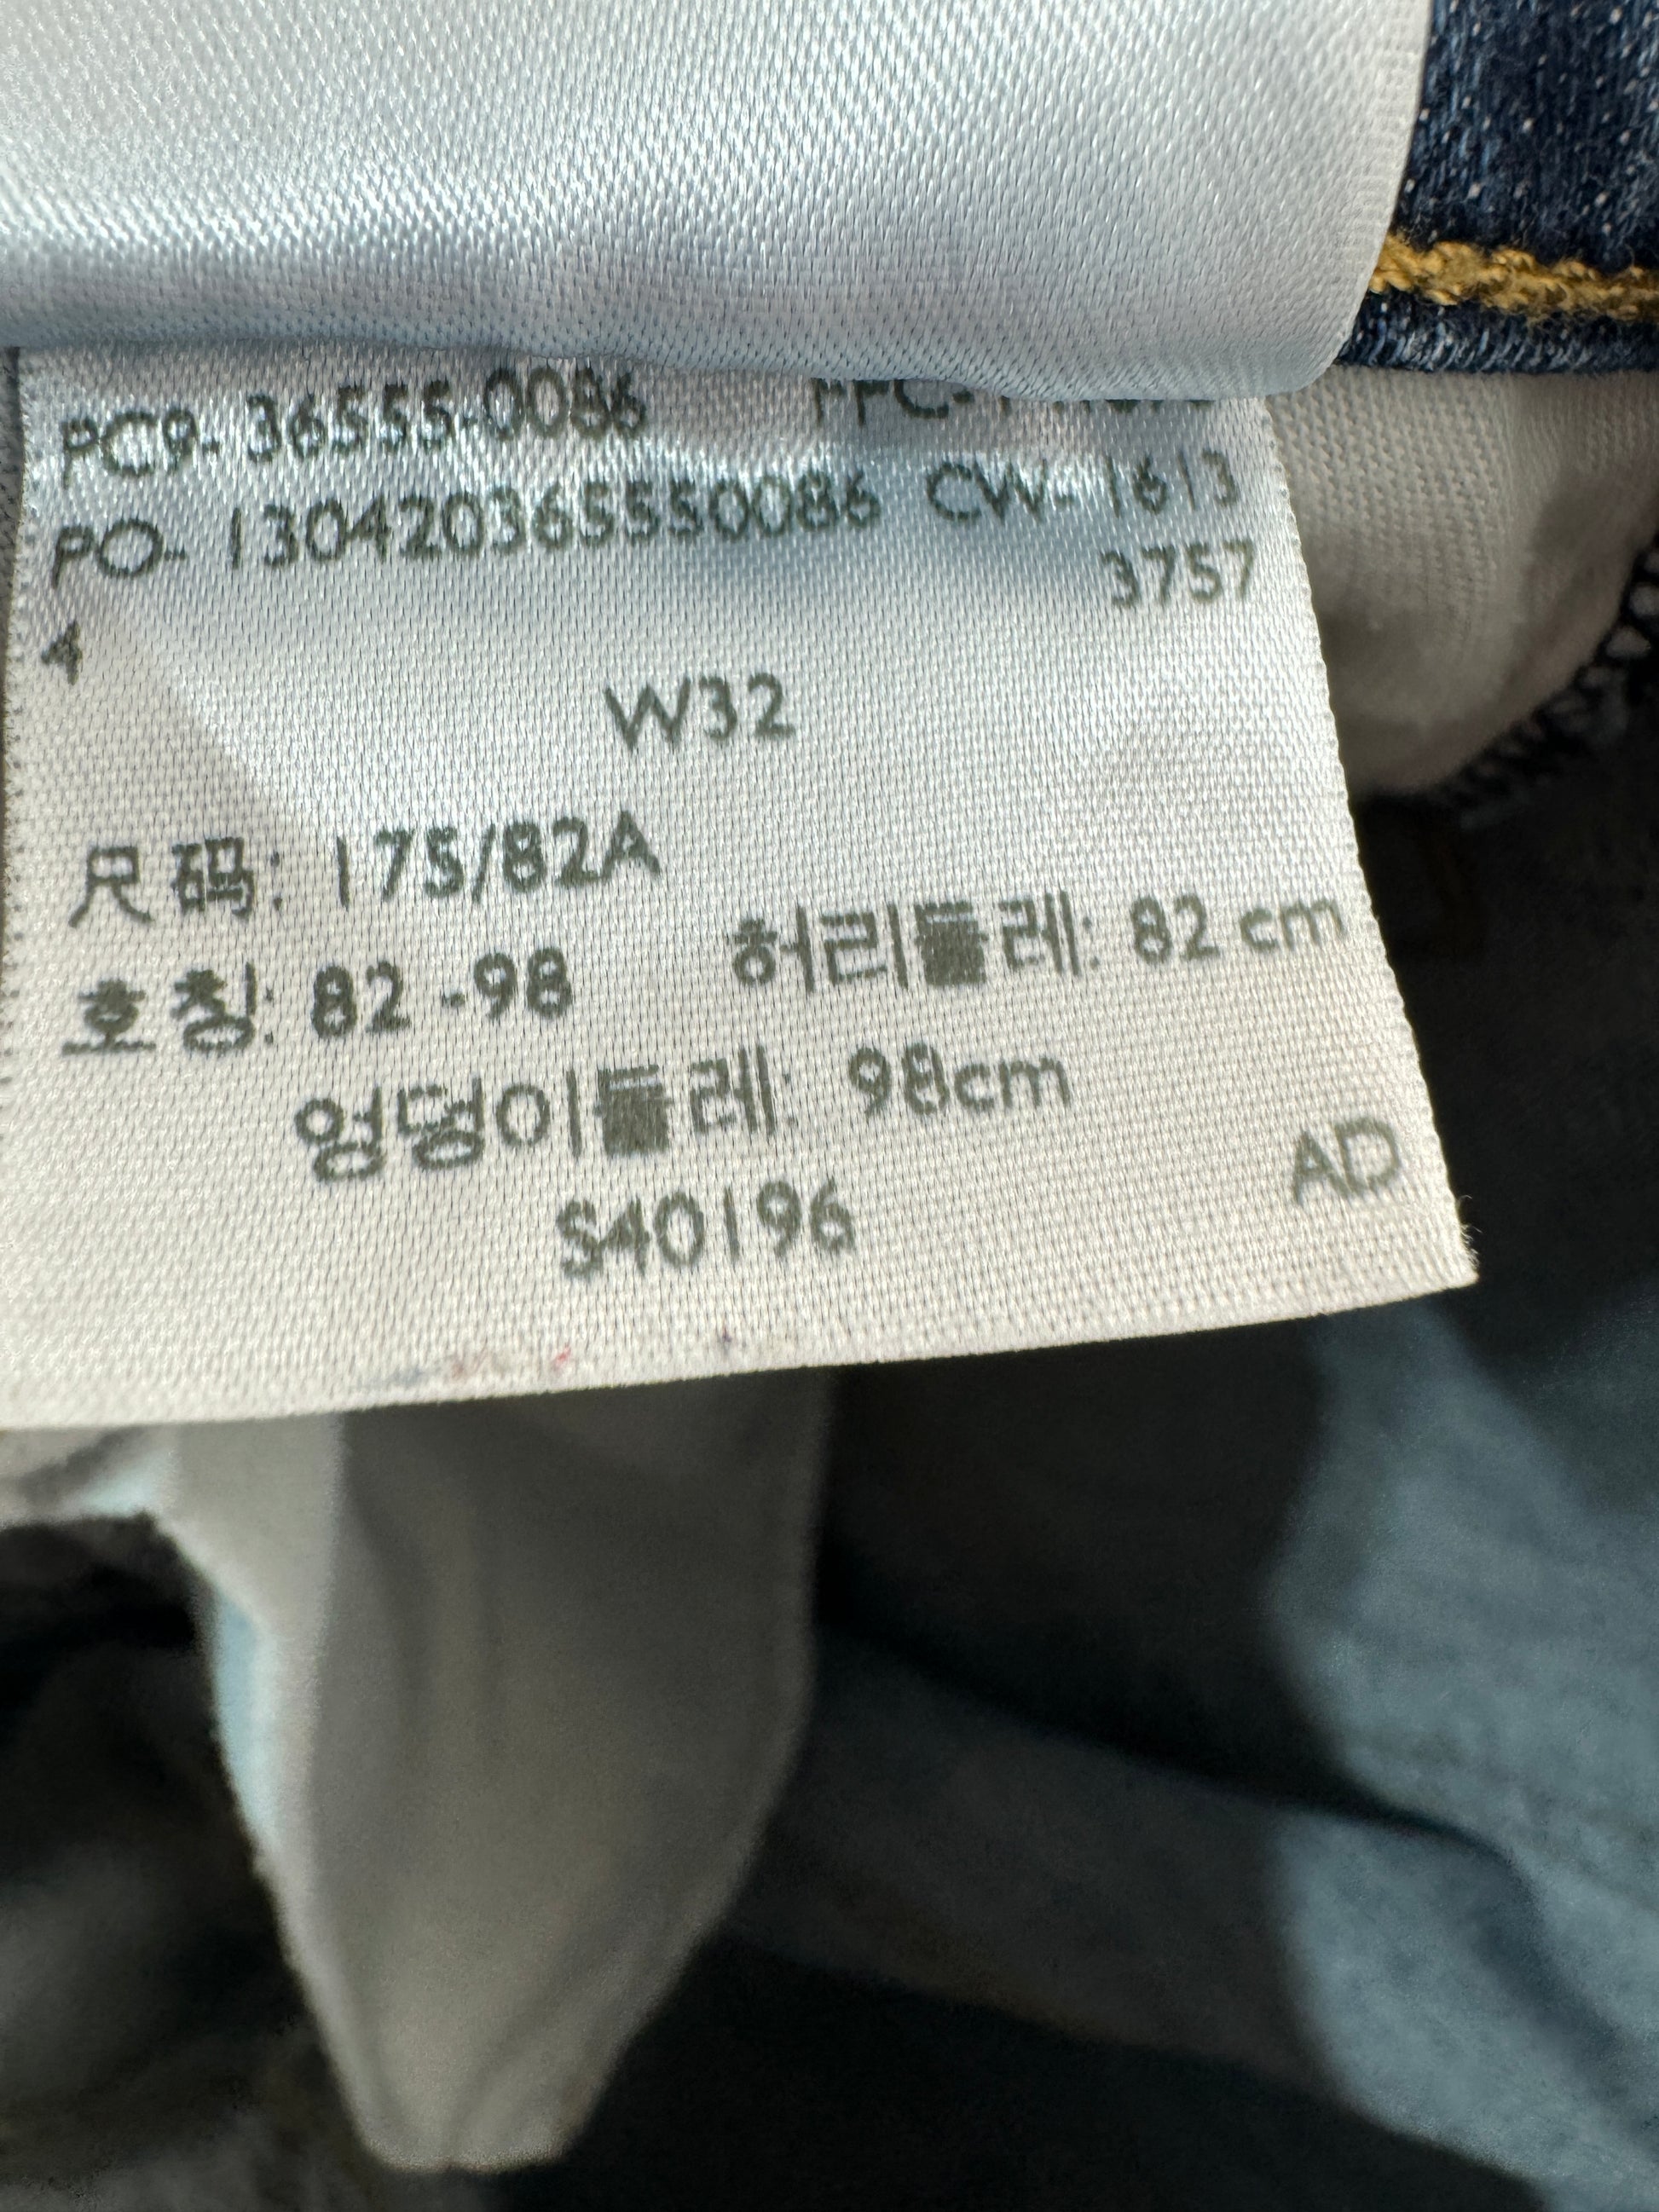 PC9- 36555-0086
PO- 1304203655550086 CW- 1613
3757
4
W32
尺码: 175/82A
호칭: 82 -98 허리둘레: 82 cm
엉덩이둘레: 98cm
AD
S40196